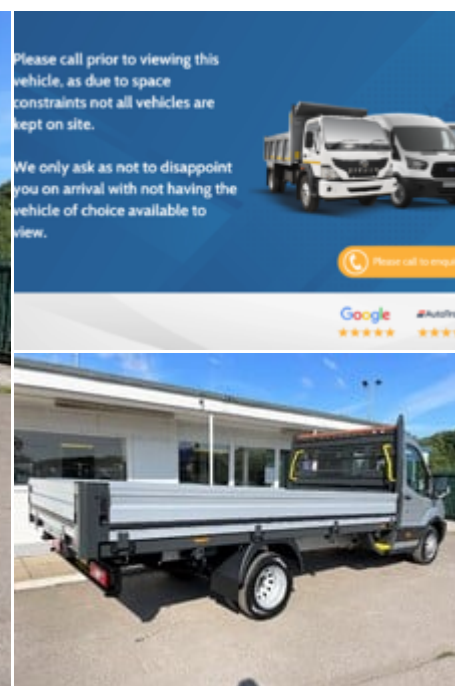 Please call prior to viewing this
vehicle, as due to space
constraints not all vehicles are
kept on site.
We only ask as not to disappoint
you on arrival with not having the
vehicle of choice available to
view.
Please call to enqui
Google
AutoTra